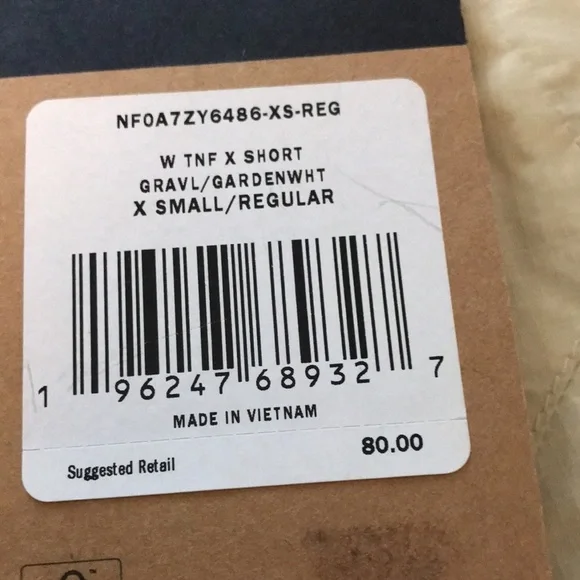 NF0A7ZY6486-XS-REG
W TNF X SHORT
GRAVL/GARDENWHT
X SMALL/REGULAR
1 96247 68932 7
MADE IN VIETNAM
Suggested Retail 80.00